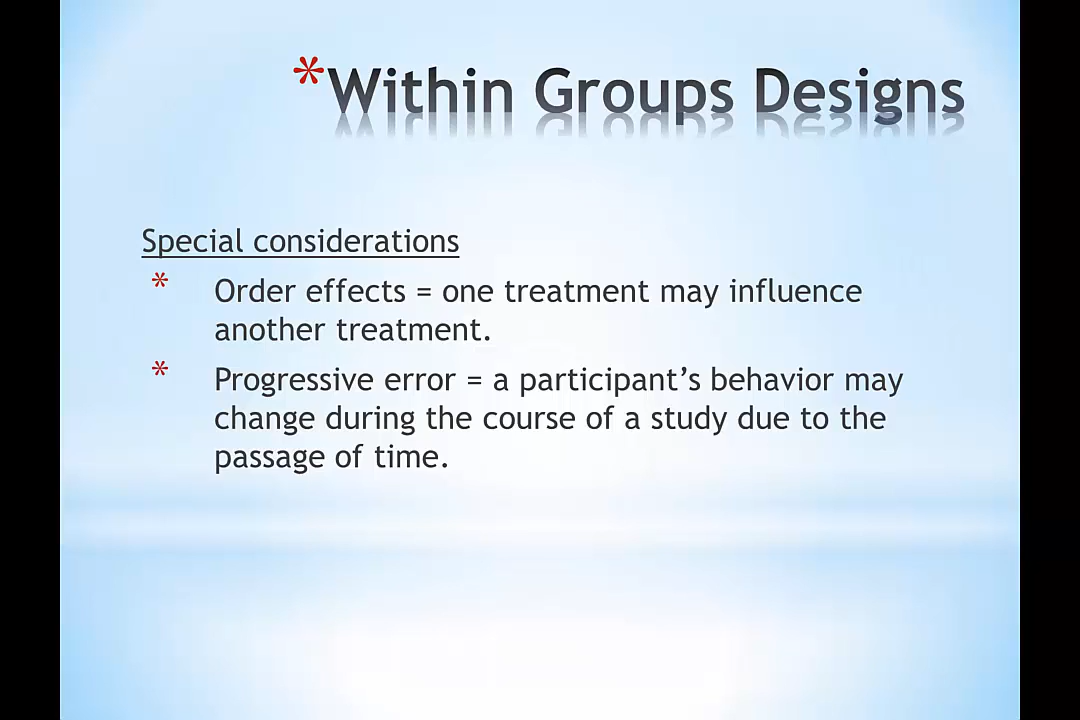 *Within Groups Designs
Special considerations
* Order effects = one treatment may influence
another treatment.
* Progressive error = a participant’s behavior may
change during the course of a study due to the
passage of time.